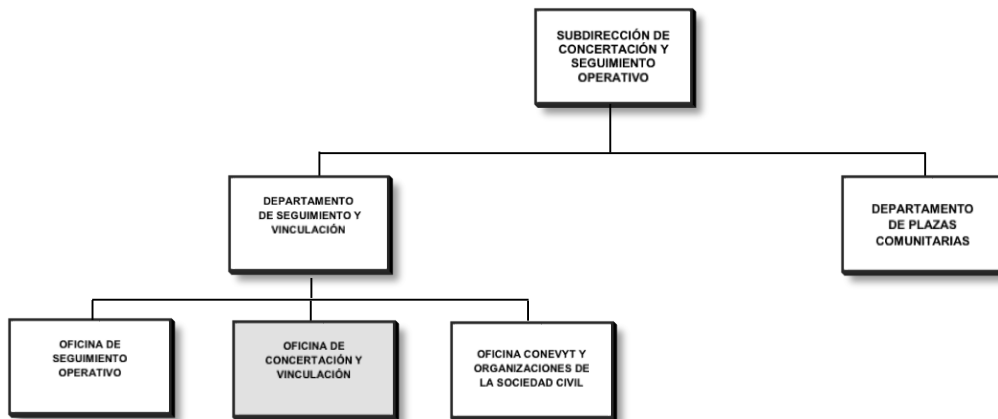 SUBDIRECCIÓN DE
CONCERTACIÓN Y
SEGUIMIENTO
OPERATIVO
DEPARTAMENTO
DE SEGUIMIENTO Y
VINCULACIÓN
DEPARTAMENTO
DE PLAZAS
COMUNITARIAS
OFICINA DE
SEGUIMIENTO
OPERATIVO
OFICINA DE
CONCERTACIÓN Y
VINCULACIÓN
OFICINA CONEVYT Y
ORGANIZACIONES DE
LA SOCIEDAD CIVIL